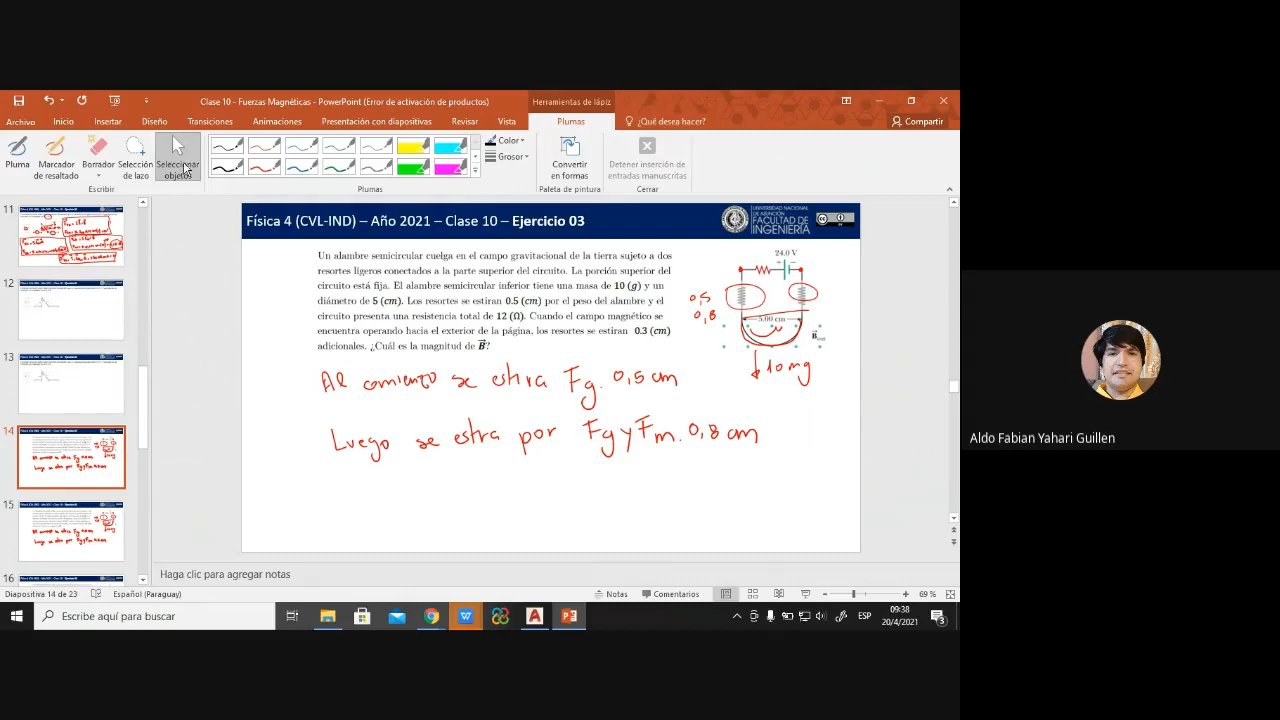 Clase 10 - Fuerzas Magnéticas - PowerPoint (Error de activación de productos)
Herramientas de lápiz
Archivo Inicio Insertar Diseño Transiciones Animaciones Presentación con diapositivas Revisar Vista Plumas ¿Qué desea hacer? Compartir
Pluma Marcador de resaltado Borrador Selección de lazo Seleccionar objetos
Color
Grosor
Convertir en formas
Detener inserción de entradas manuscritas
Escribir Plumas Paleta de pintura Cerrar
11
12
13
14
15
16
Física 4 (CVL-IND) – Año 2021 – Clase 10 – Ejercicio 03
UNIVERSIDAD NACIONAL DE ASUNCIÓN
FACULTAD DE INGENIERÍA
Un alambre semicircular cuelga en el campo gravitacional de la tierra sujeto a dos
resortes ligeros conectados a la parte superior del circuito. La porción superior del
circuito está fija. El alambre semicircular inferior tiene una masa de 10 (g) y un
diámetro de 5 (cm). Los resortes se estiran 0.5 (cm) por el peso del alambre y el
circuito presenta una resistencia total de 12 (Ω). Cuando el campo magnético se
encuentra operando hacia el exterior de la página, los resortes se estiran 0.3 (cm)
adicionales. ¿Cuál es la magnitud de B⃗?
24.0 V
0,5
0,8
5.00 cm
B⃗out
10 mg
Al comienzo se estira Fg. 0,5 cm
Luego se estira por Fg y Fm. 0,8 cm
Haga clic para agregar notas
Diapositiva 14 de 23 Español (Paraguay) Notas Comentarios 69 %
Escribe aquí para buscar
ESP
09:38
20/4/2021
3
Aldo Fabian Yahari Guillen